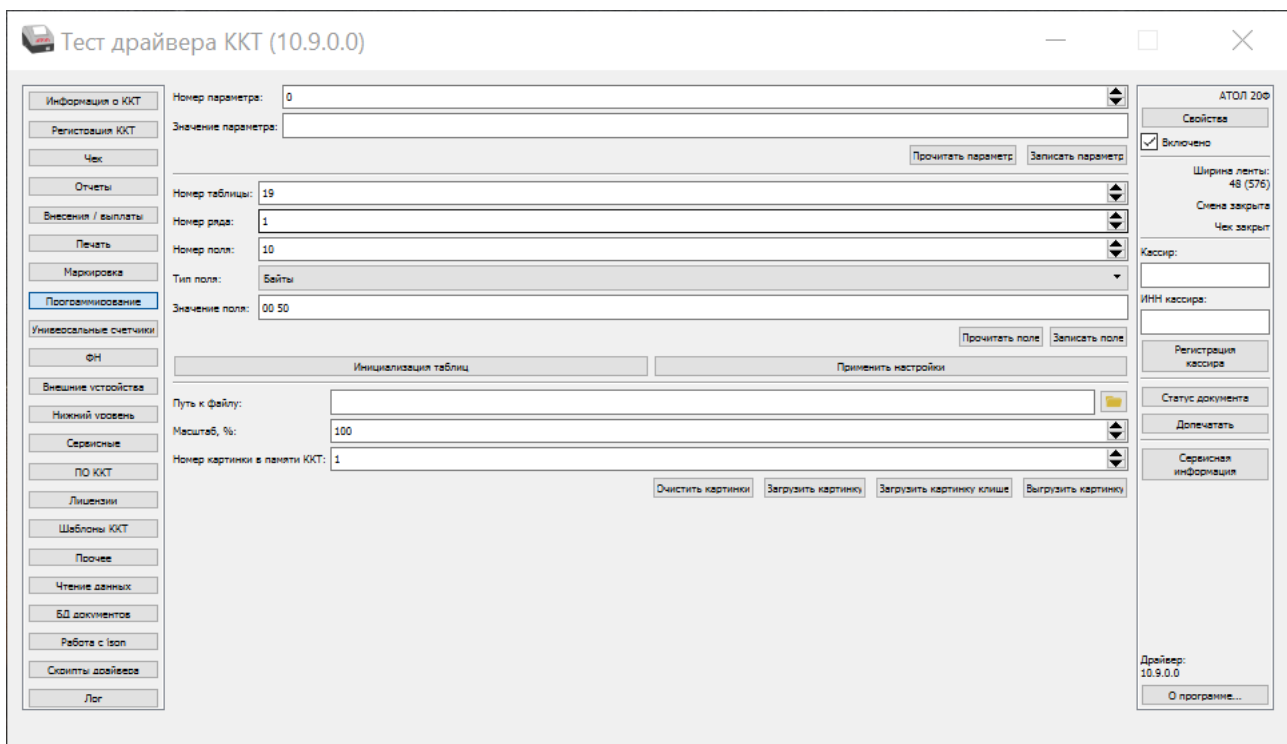 Тест драйвера ККТ (10.9.0.0)
Информация о ККТ
Регистрация ККТ
Чек
Отчеты
Внесения / выплаты
Печать
Маркировка
Программирование
Универсальные счетчики
ФН
Внешние устройства
Нижний уровень
Сервисные
ПО ККТ
Лицензии
Шаблоны ККТ
Прочее
Чтение данных
БД документов
Работа с json
Скрипты драйвера
Лог
Номер параметра: 0
Значение параметра:
Прочитать параметр Записать параметр
Номер таблицы: 19
Номер ряда: 1
Номер поля: 10
Тип поля: Байты
Значение поля: 00 50
Прочитать поле Записать поле
Инициализация таблиц Применить настройки
Путь к файлу:
Масштаб, %: 100
Номер картинки в памяти ККТ: 1
Очистить картинки Загрузить картинку Загрузить картинку клише Выгрузить картинку
АТОЛ 20Ф
Свойства
Включено
Ширина ленты:
48 (576)
Смена закрыта
Чек закрыт
Кассир:
ИНН кассира:
Регистрация
кассира
Статус документа
Допечатать
Сервисная
информация
Драйвер:
10.9.0.0
О программе...